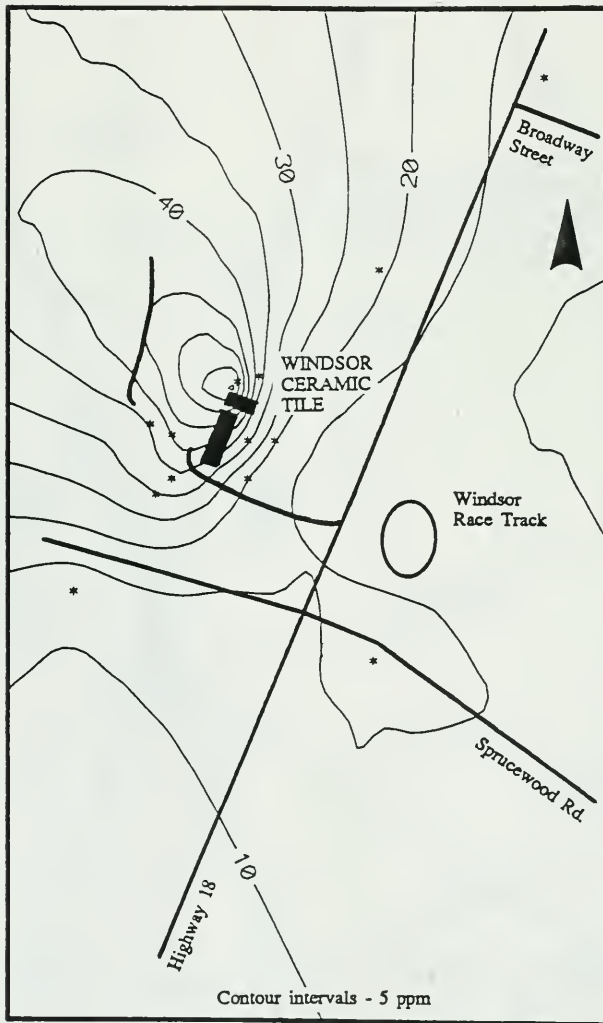 Broadway
Street
30
20
40
WINDSOR
CERAMIC
TILE
Windsor
Race Track
Sprucewood Rd.
10
Highway 18
Contour intervals - 5 ppm